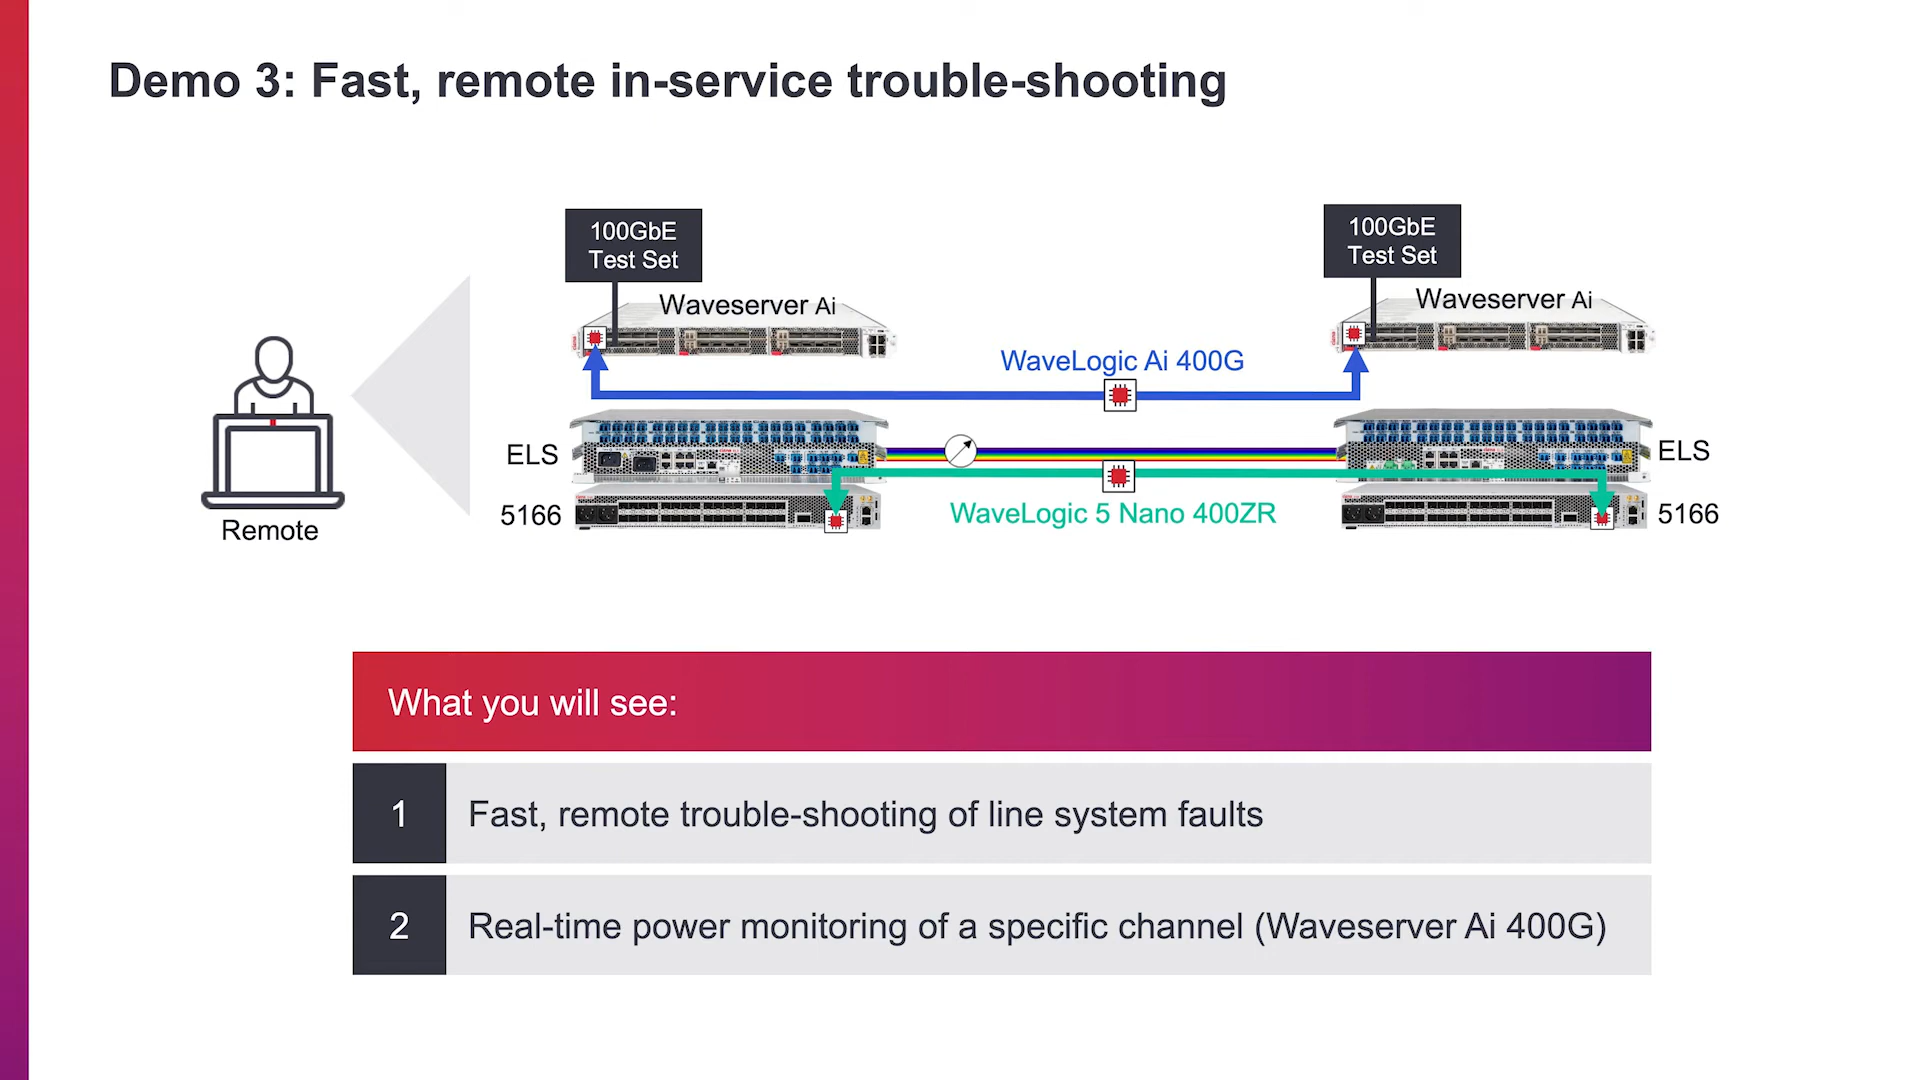 Demo 3: Fast, remote in-service trouble-shooting
100GbE
Test Set
100GbE
Test Set
Waveserver Ai
Waveserver Ai
WaveLogic Ai 400G
ELS
ELS
5166
WaveLogic 5 Nano 400ZR
5166
Remote
What you will see:
1 Fast, remote trouble-shooting of line system faults
2 Real-time power monitoring of a specific channel (Waveserver Ai 400G)